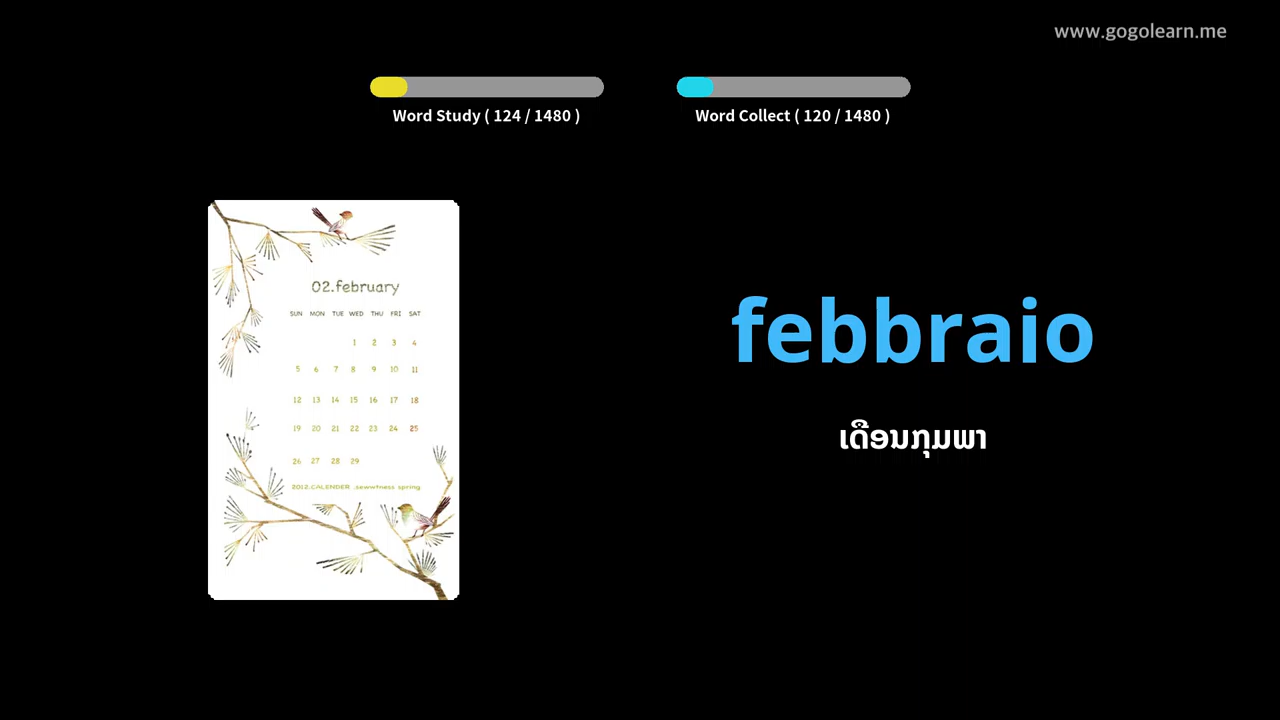 www.gogolearn.me
Word Study ( 124 / 1480 )
Word Collect ( 120 / 1480 )
02.february
SUN MON TUE WED THU FRI SAT
1 2 3 4
5 6 7 8 9 10 11
12 13 14 15 16 17 18
19 20 21 22 23 24 25
26 27 28 29
2012.CALENDER .sewwtness spring
febbraio
ເດືອນກຸມພາ